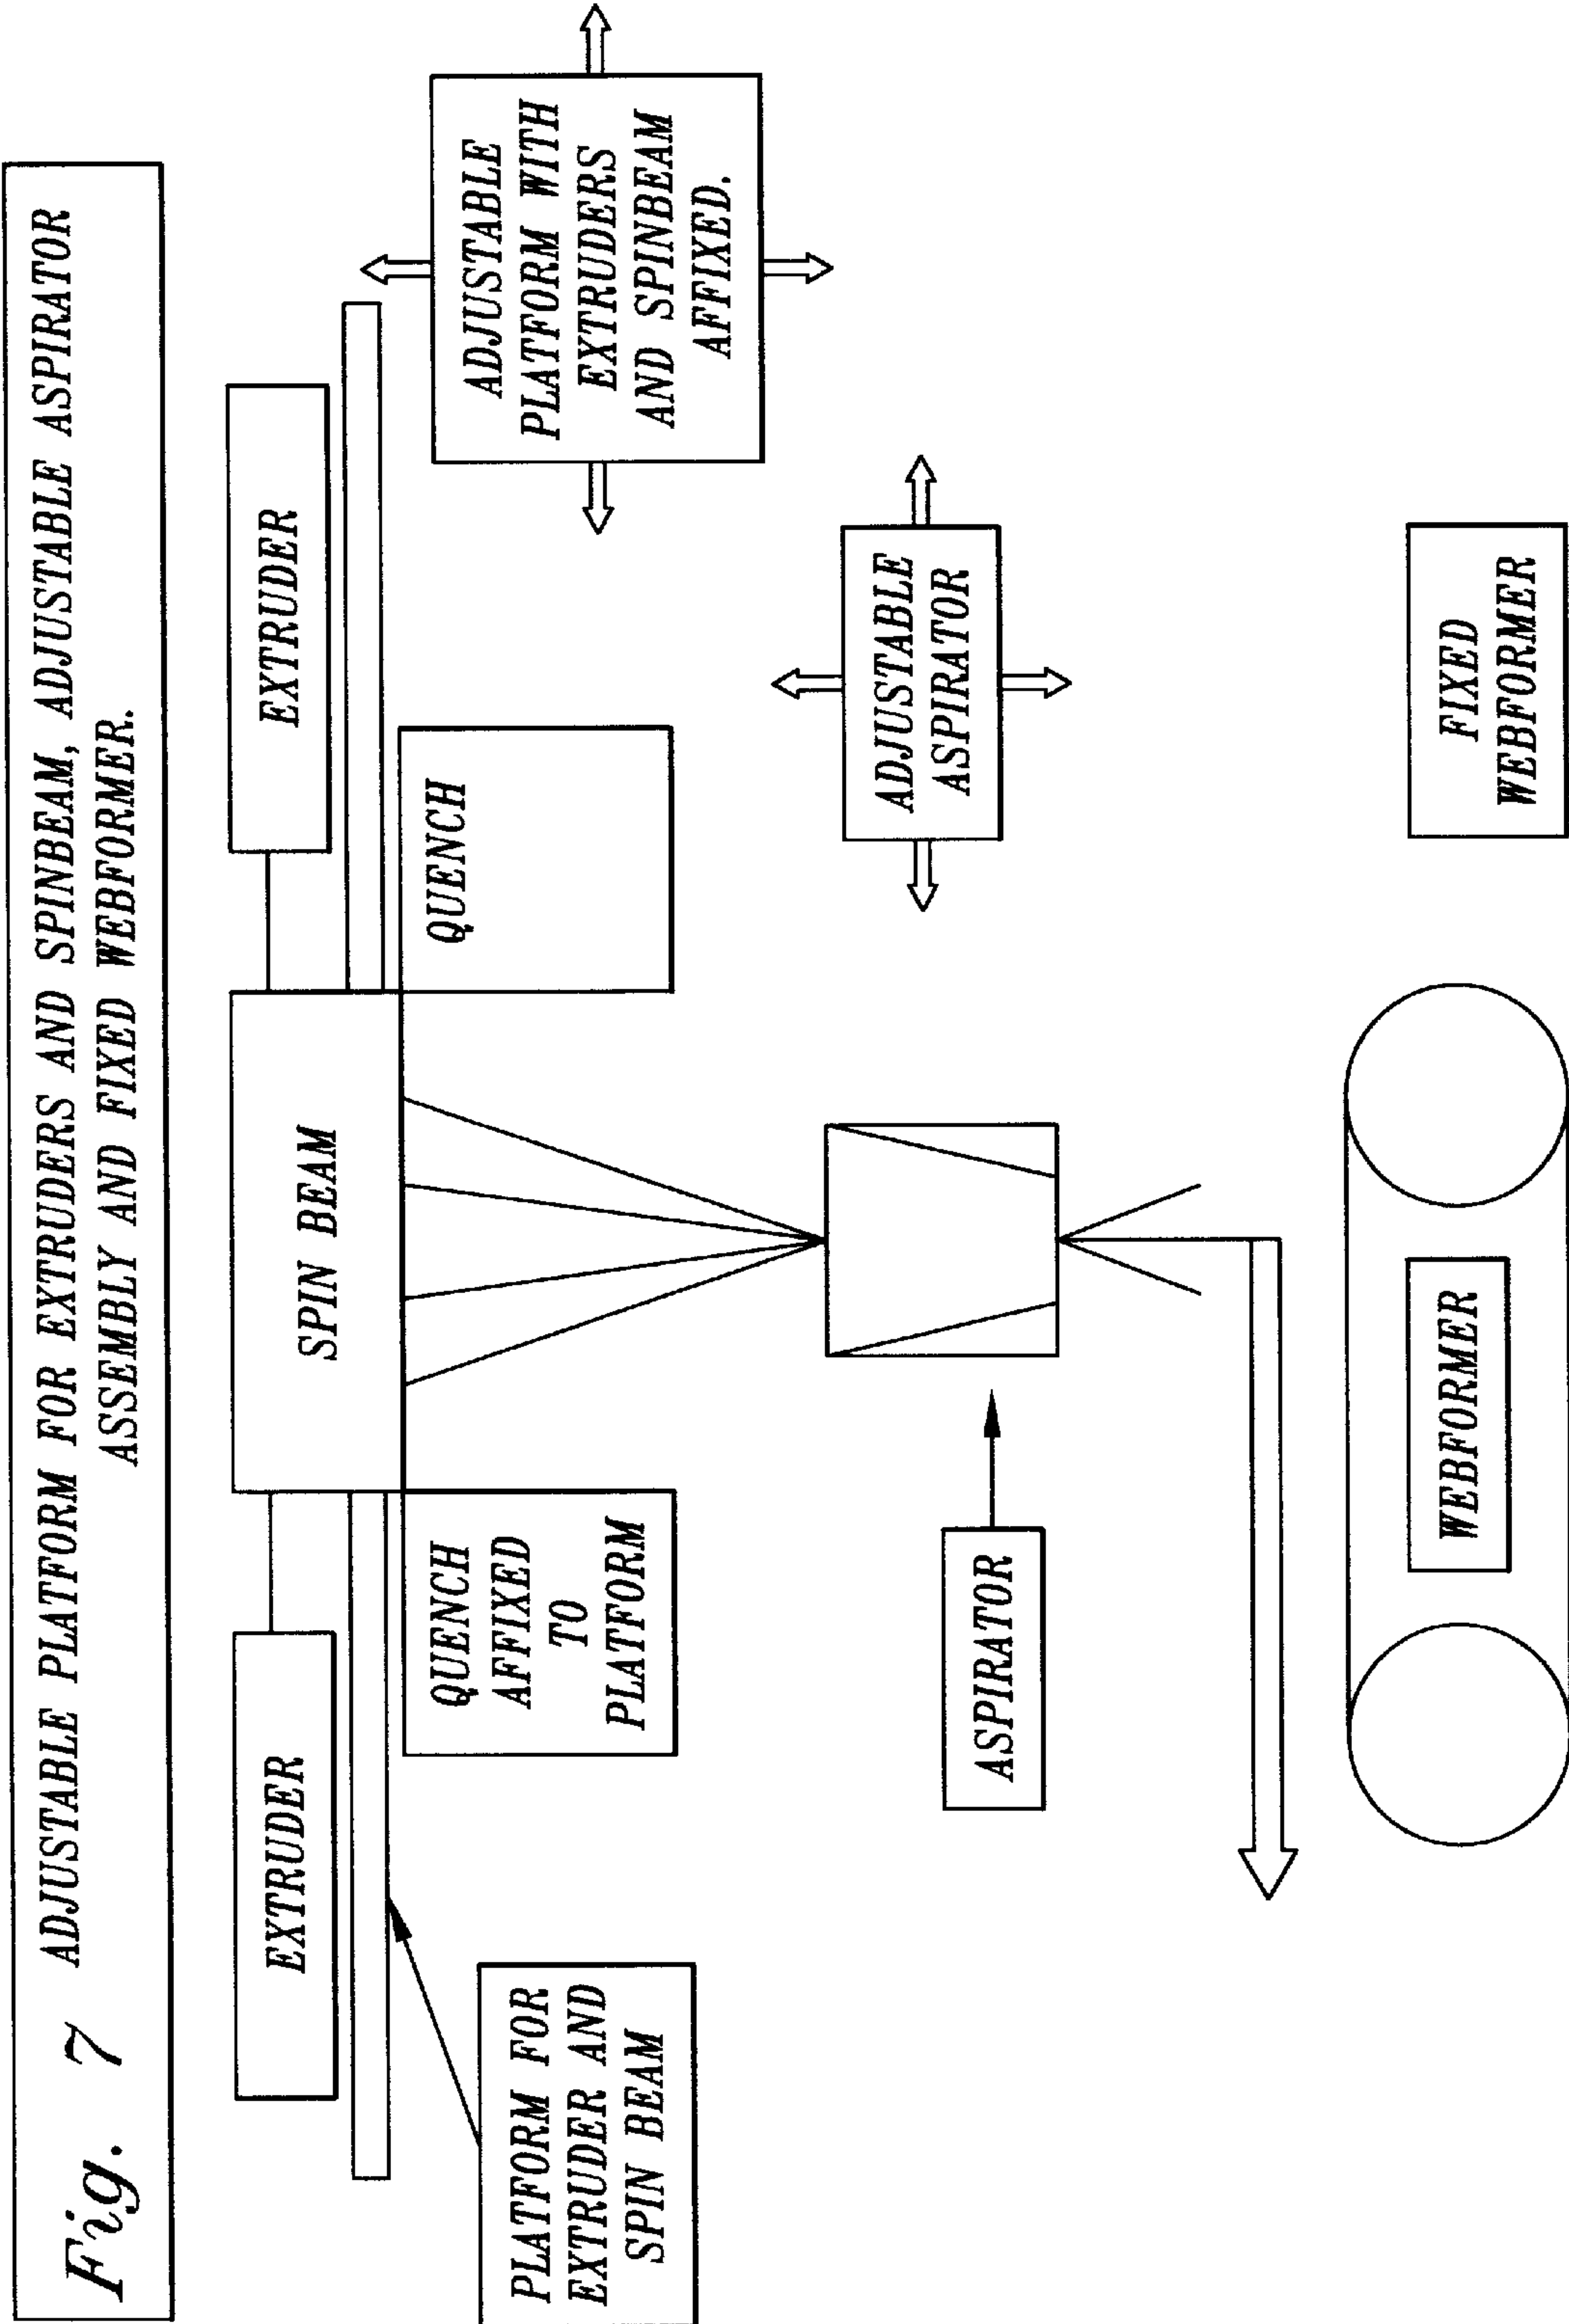 Fig. 7 ADJUSTABLE PLATFORM FOR EXTRUDERS AND SPINBEAM, ADJUSTABLE ASPIRATOR
ASSEMBLY AND FIXED WEBFORMER.
EXTRUDER
SPIN BEAM
EXTRUDER
PLATFORM FOR
EXTRUDER AND
SPIN BEAM
QUENCH
AFFIXED
TO
PLATFORM
QUENCH
ADJUSTABLE
PLATFORM WITH
EXTRUDERS
AND SPINBEAM
AFFIXED.
ASPIRATOR
ADJUSTABLE
ASPIRATOR
WEBFORMER
FIXED
WEBFORMER